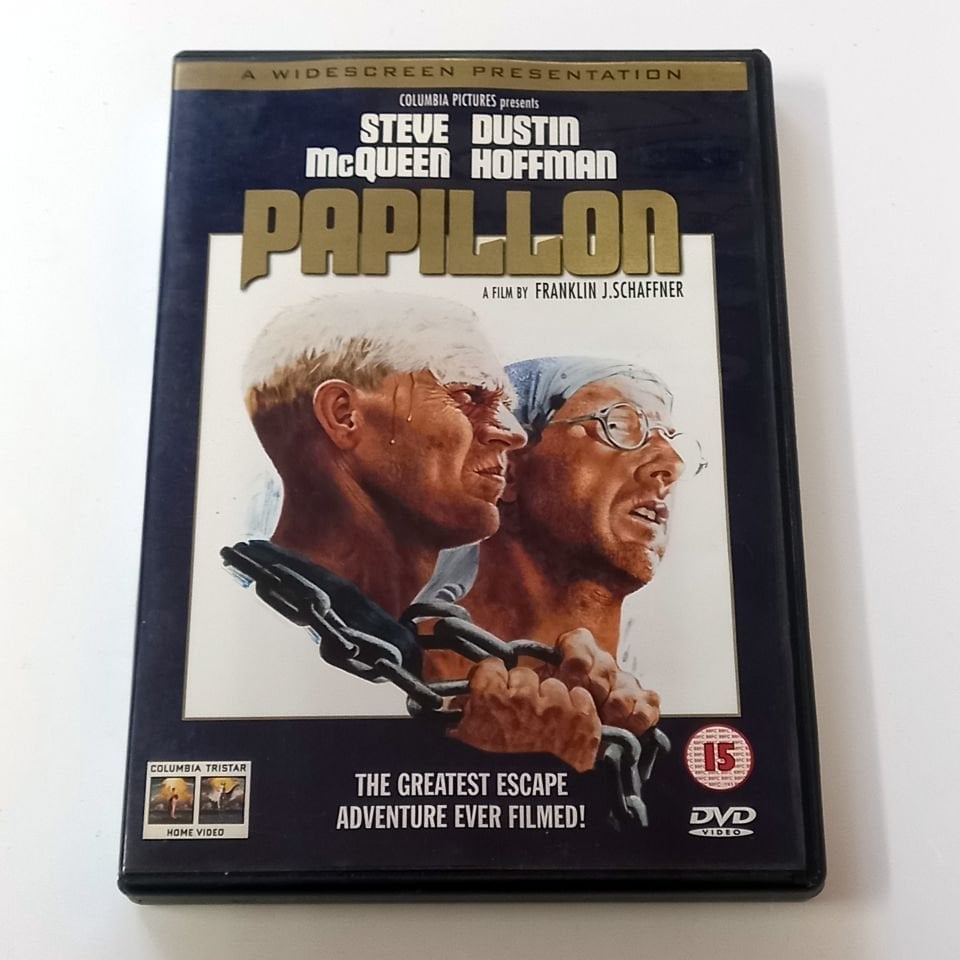 A WIDESCREEN PRESENTATION
COLUMBIA PICTURES presents
STEVE DUSTIN
McQUEEN HOFFMAN
PAPILLON
A FILM BY FRANKLIN J.SCHAFFNER
15
COLUMBIA TRISTAR
HOME VIDEO
THE GREATEST ESCAPE
ADVENTURE EVER FILMED!
DVD
VIDEO